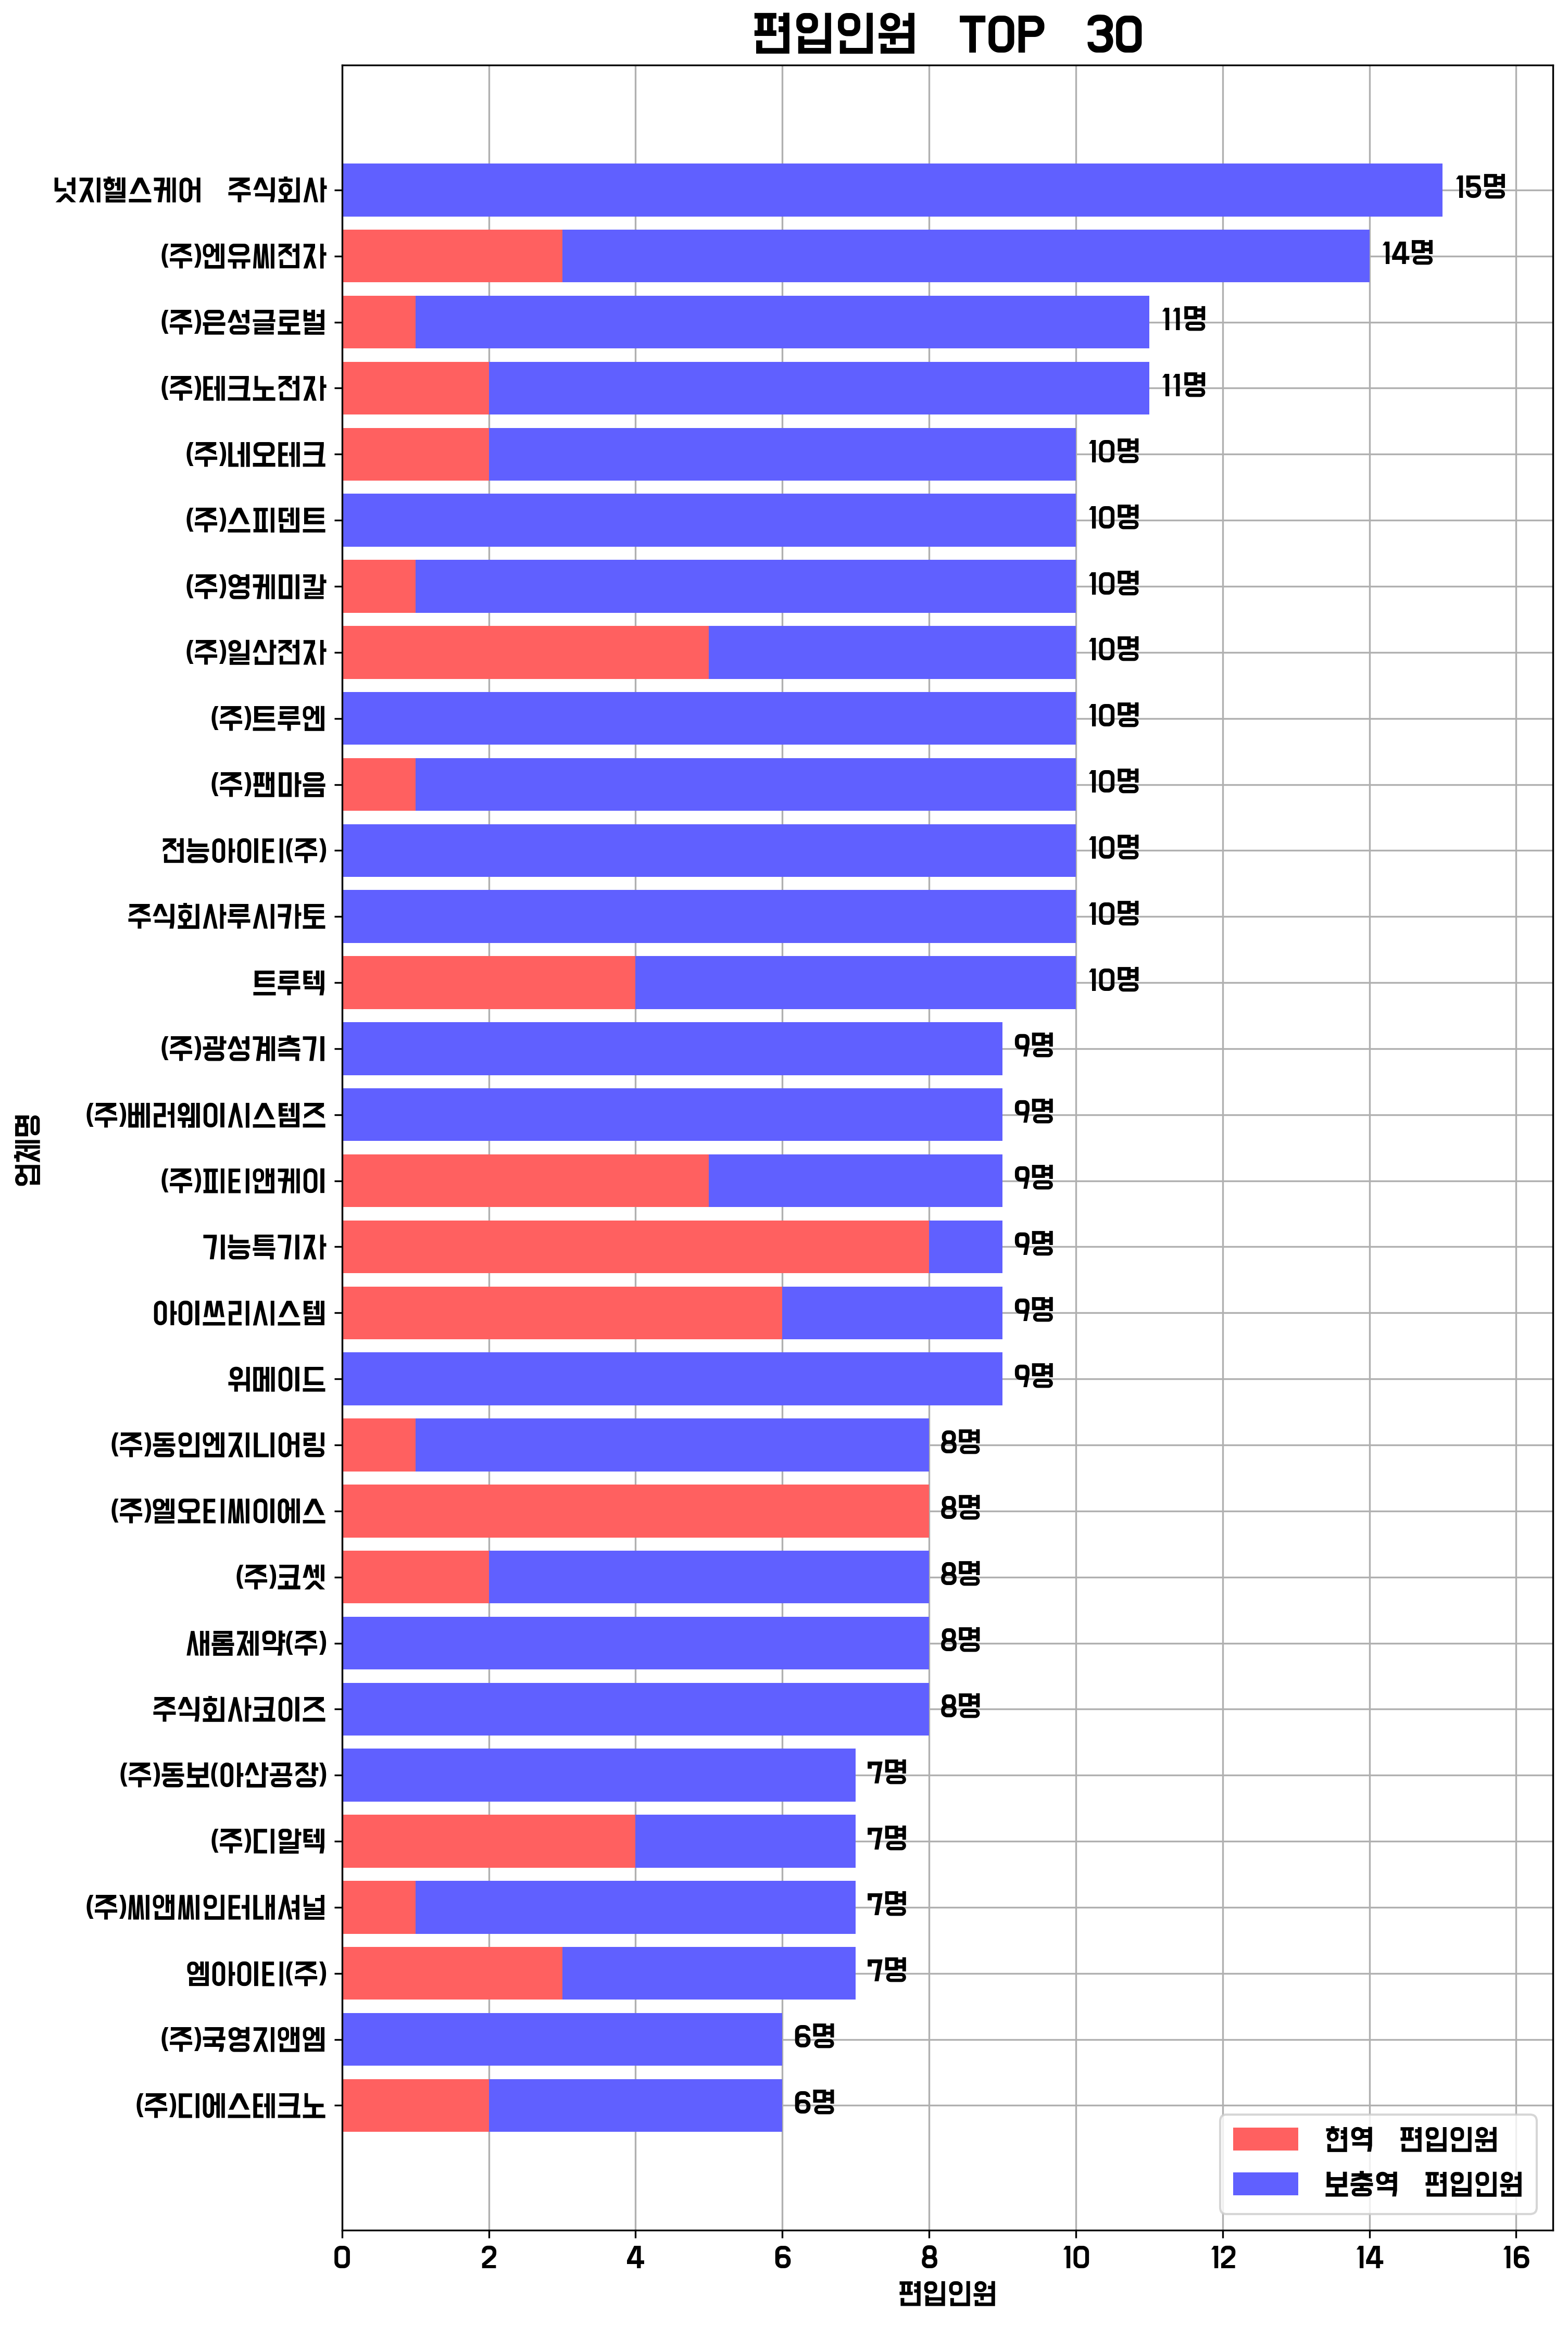 편입인원 TOP 30
넛지헬스케어 주식회사 15명
(주)엔유씨전자 14명
(주)은성글로벌 11명
(주)테크노전자 11명
(주)네오테크 10명
(주)스피덴트 10명
(주)영케미칼 10명
(주)일산전자 10명
(주)트루엔 10명
(주)팬마음 10명
전능아이티(주) 10명
주식회사루시카토 10명
트루텍 10명
(주)광성계측기 9명
(주)베러웨이시스템즈 9명
(주)피티앤케이 9명
기능특기자 9명
아이쓰리시스템 9명
위메이드 9명
(주)동인엔지니어링 8명
(주)엘오티씨이에스 8명
(주)코셋 8명
새롬제약(주) 8명
주식회사코이즈 8명
(주)동보(아산공장) 7명
(주)디알텍 7명
(주)씨앤씨인터내셔널 7명
엠아이티(주) 7명
(주)국영지앤엠 6명
(주)디에스테크노 6명
업체명
현역 편입인원
보충역 편입인원
0 2 4 6 8 10 12 14 16
편입인원